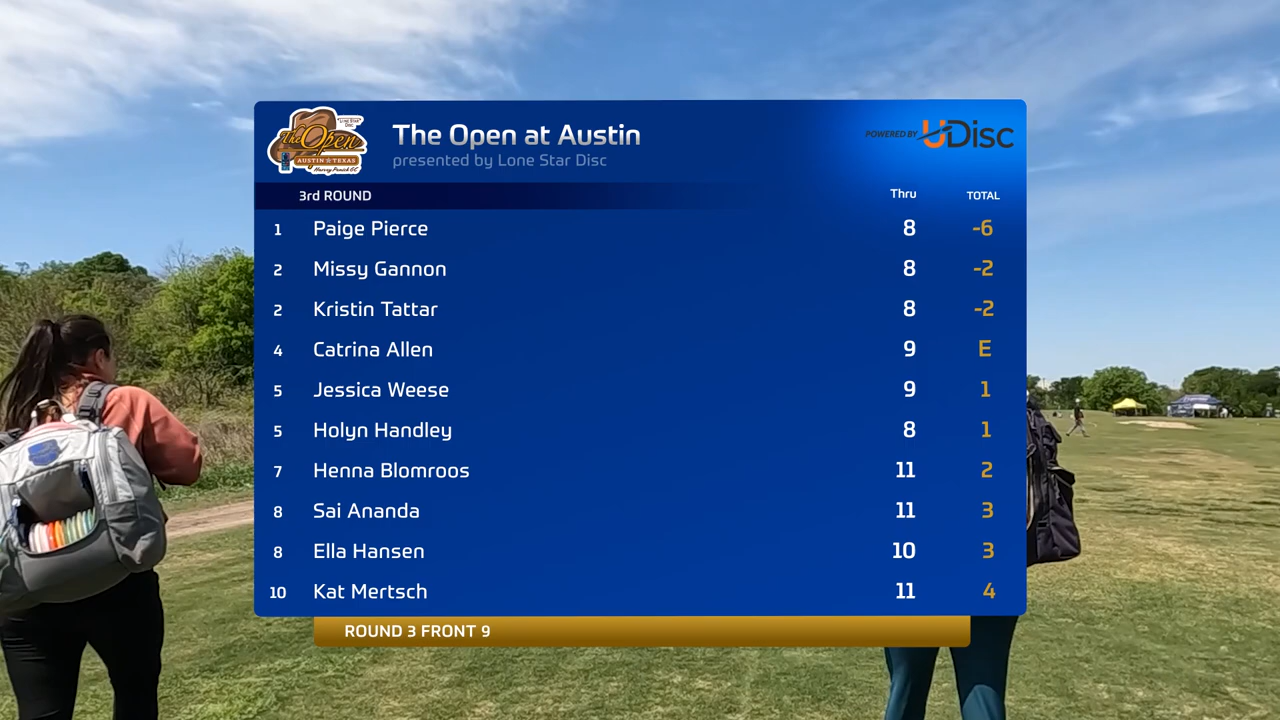 The Open
AUSTIN ☆ TEXAS
Harvey Penick GC
The Open at Austin
presented by Lone Star Disc
POWERED BY UDisc
3rd ROUND Thru TOTAL
1 Paige Pierce 8 -6
2 Missy Gannon 8 -2
2 Kristin Tattar 8 -2
4 Catrina Allen 9 E
5 Jessica Weese 9 1
5 Holyn Handley 8 1
7 Henna Blomroos 11 2
8 Sai Ananda 11 3
8 Ella Hansen 10 3
10 Kat Mertsch 11 4
ROUND 3 FRONT 9